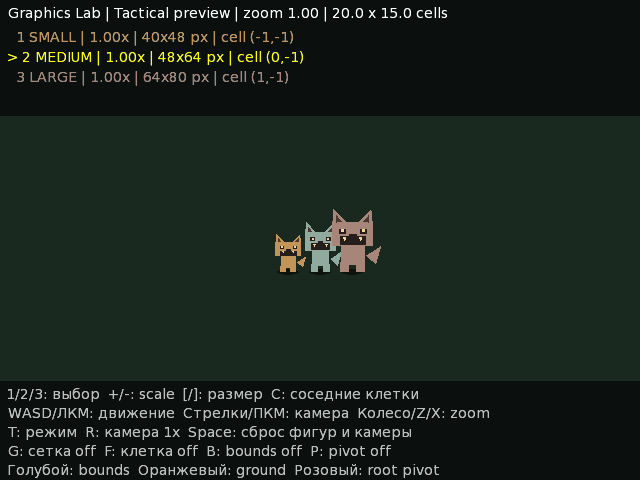 Graphics Lab | Tactical preview | zoom 1.00 | 20.0 x 15.0 cells
1 SMALL | 1.00x | 40x48 px | cell (-1,-1)
> 2 MEDIUM | 1.00x | 48x64 px | cell (0,-1)
3 LARGE | 1.00x | 64x80 px | cell (1,-1)
1/2/3: выбор +/-: scale [/]: размер C: соседние клетки
WASD/ЛКМ: движение Стрелки/ПКМ: камера Колесо/Z/X: zoom
T: режим R: камера 1x Space: сброс фигур и камеры
G: сетка off F: клетка off B: bounds off P: pivot off
Голубой: bounds Оранжевый: ground Розовый: root pivot